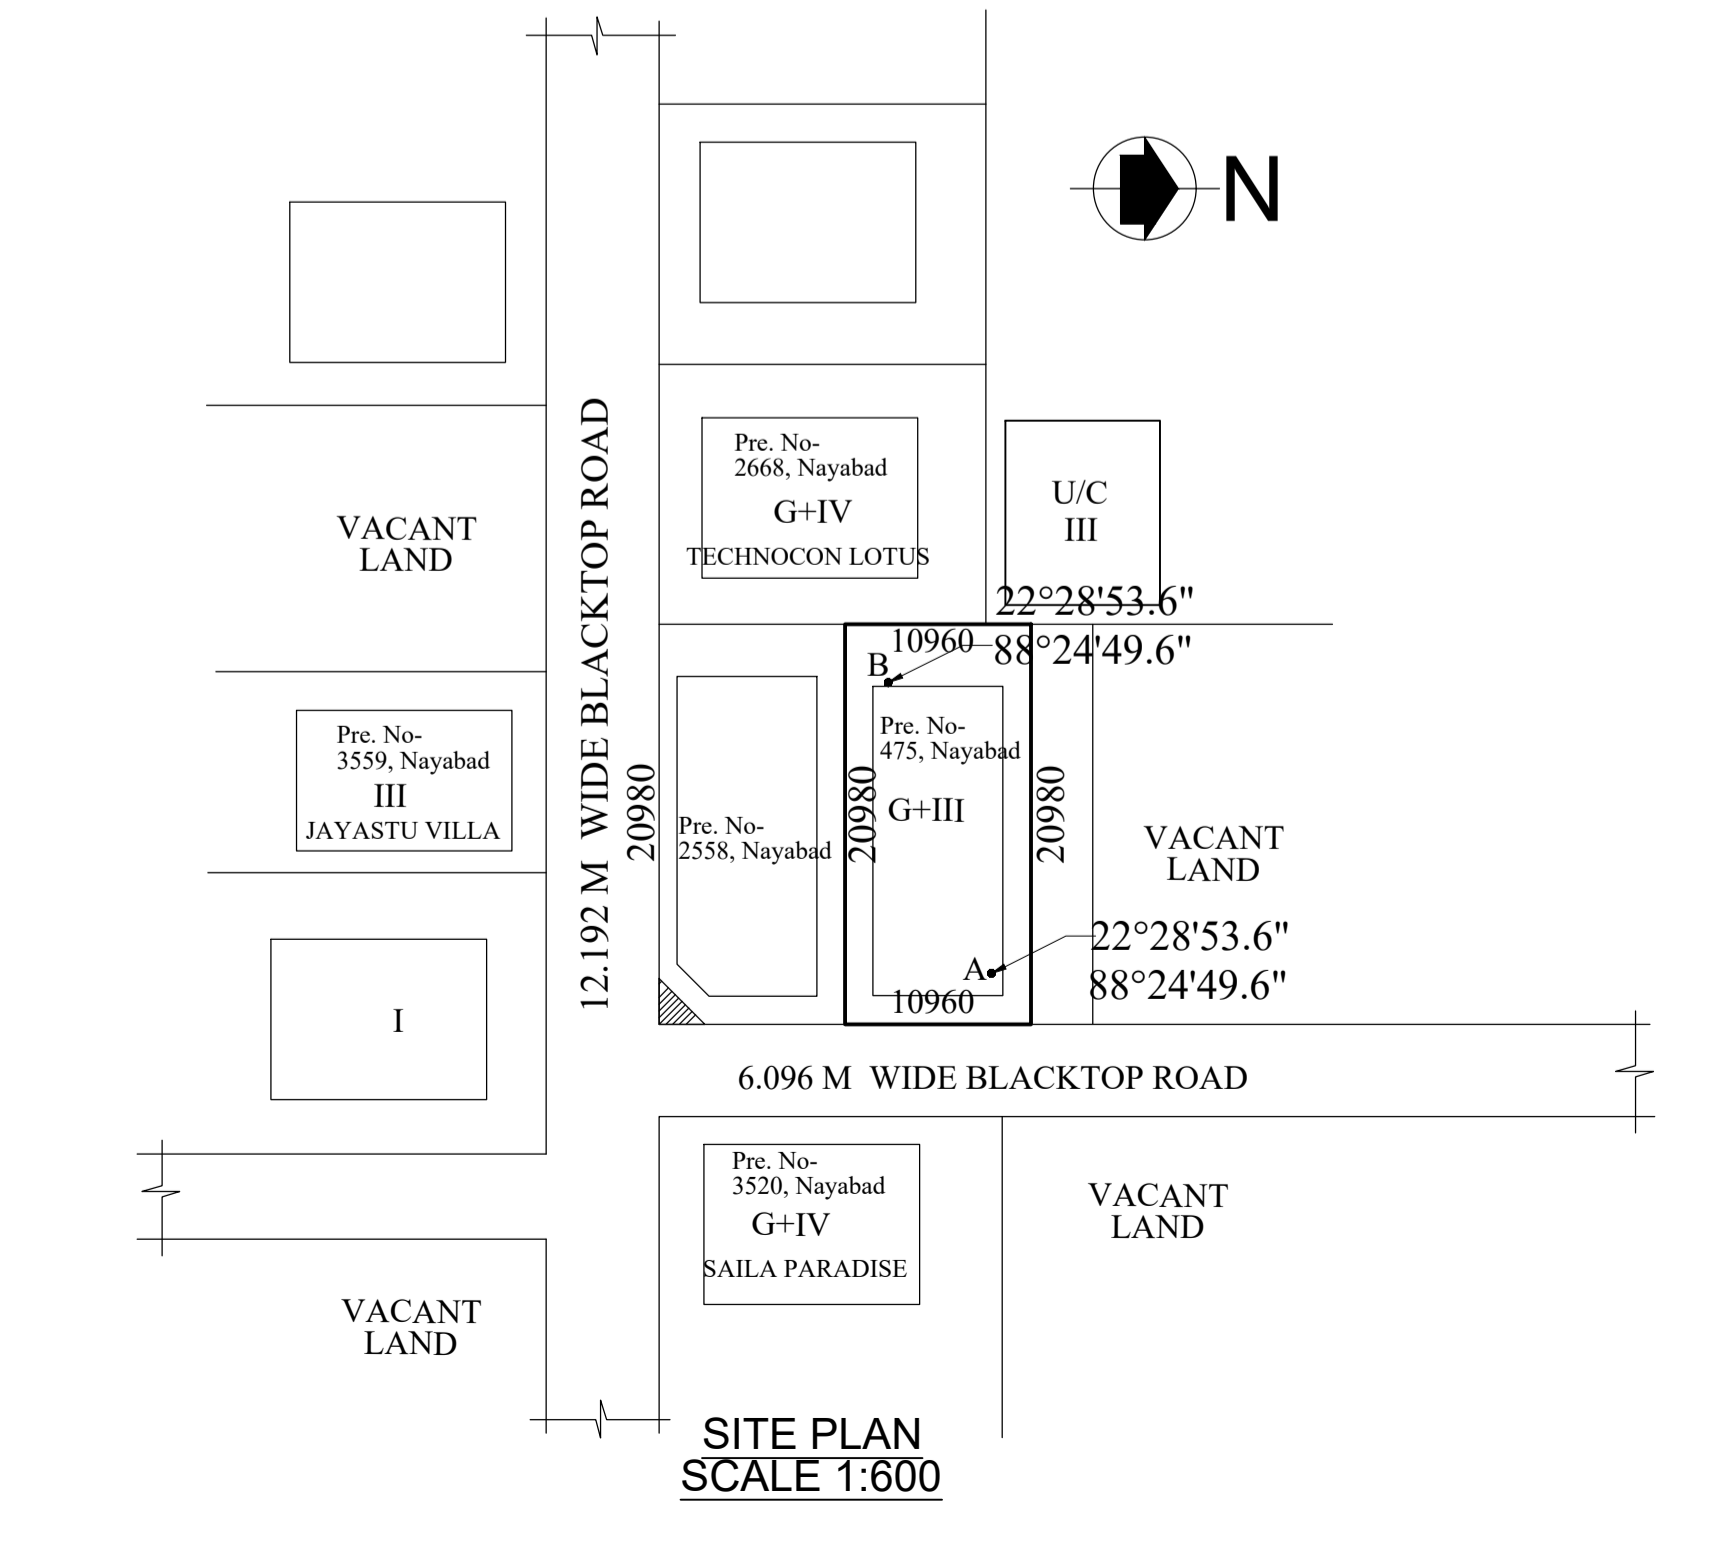 N
Pre. No-
2668, Nayabad
G+IV
TECHNOCON LOTUS
U/C
III
VACANT
LAND
12.192 M  WIDE BLACKTOP ROAD
22°28'53.6"
88°24'49.6"
10960
B
Pre. No-
475, Nayabad
G+III
20980
20980
20980
Pre. No-
3559, Nayabad
III
JAYASTU VILLA
Pre. No-
2558, Nayabad
VACANT
LAND
22°28'53.6"
88°24'49.6"
A
10960
I
6.096 M  WIDE BLACKTOP ROAD
Pre. No-
3520, Nayabad
G+IV
SAILA PARADISE
VACANT
LAND
VACANT
LAND
SITE PLAN
SCALE 1:600